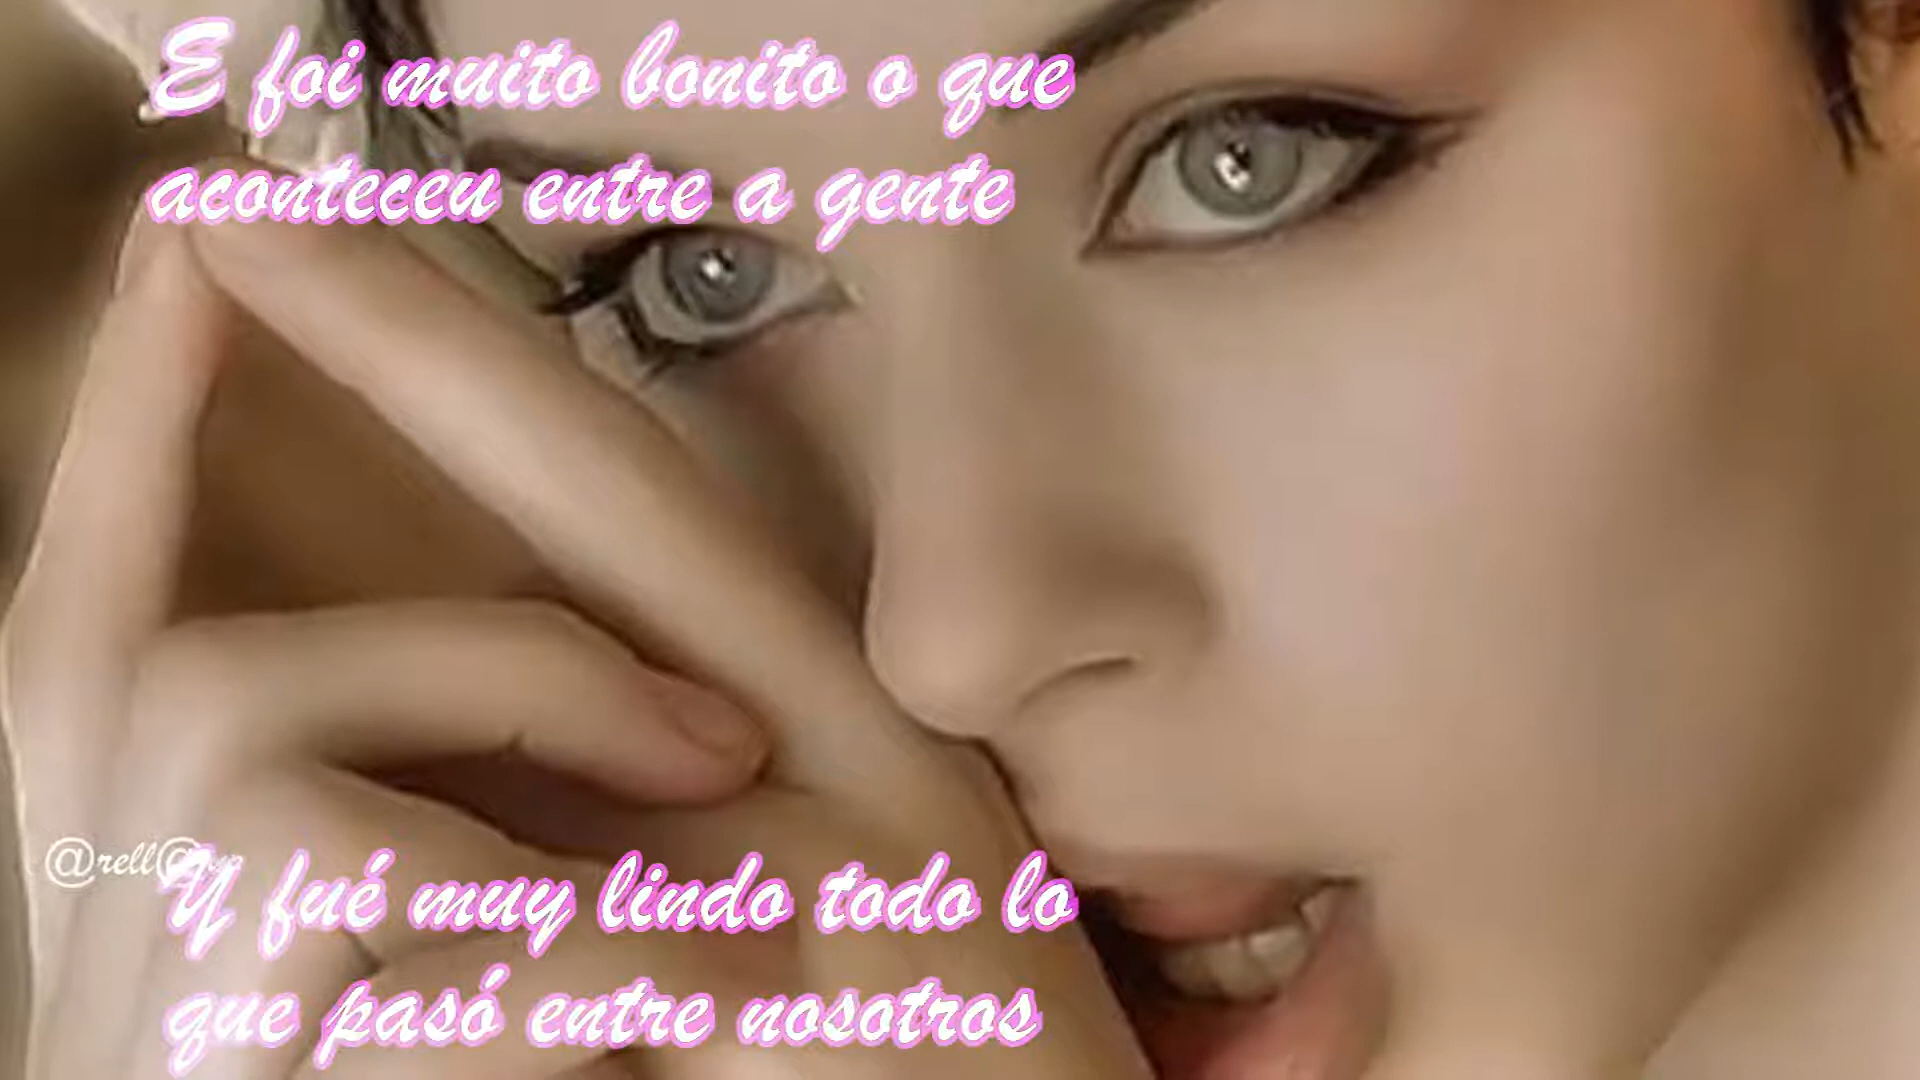 E foi muito bonito o que
aconteceu entre a gente
Y fué muy lindo todo lo
que pasó entre nosotros